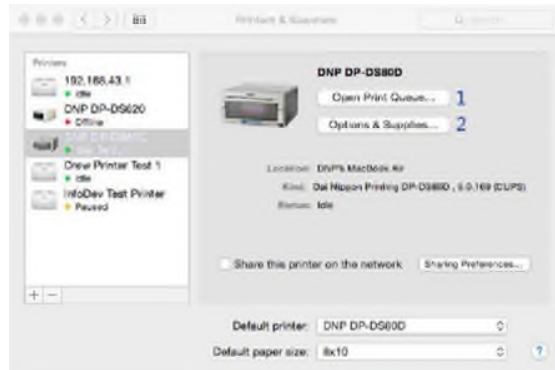 Printers & Scanners
Printers
192.168.43.1
Idle
DNP DP-DS620
Offline
Drew Printer Test 1
Idle
InfoDev Test Printer
Paused
DNP DP-DS80D
Open Print Queue... 1
Options & Supplies... 2
Location: DNP's MacBook Air
Kind: Dai Nippon Printing DP-DS80D
(CUPS)
Status: Idle
Share this printer on the network
Sharing Preferences...
+ −
Default printer: DNP DP-DS80D
Default paper size: 8x10
?